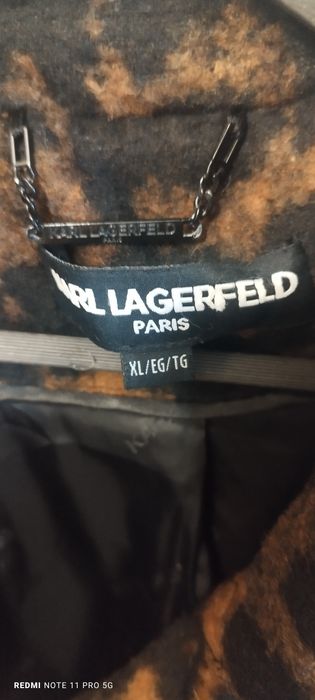 KARL LAGERFELD
PARIS
KARL LAGERFELD
PARIS
XL/EG/TG
REDMI NOTE 11 PRO 5G